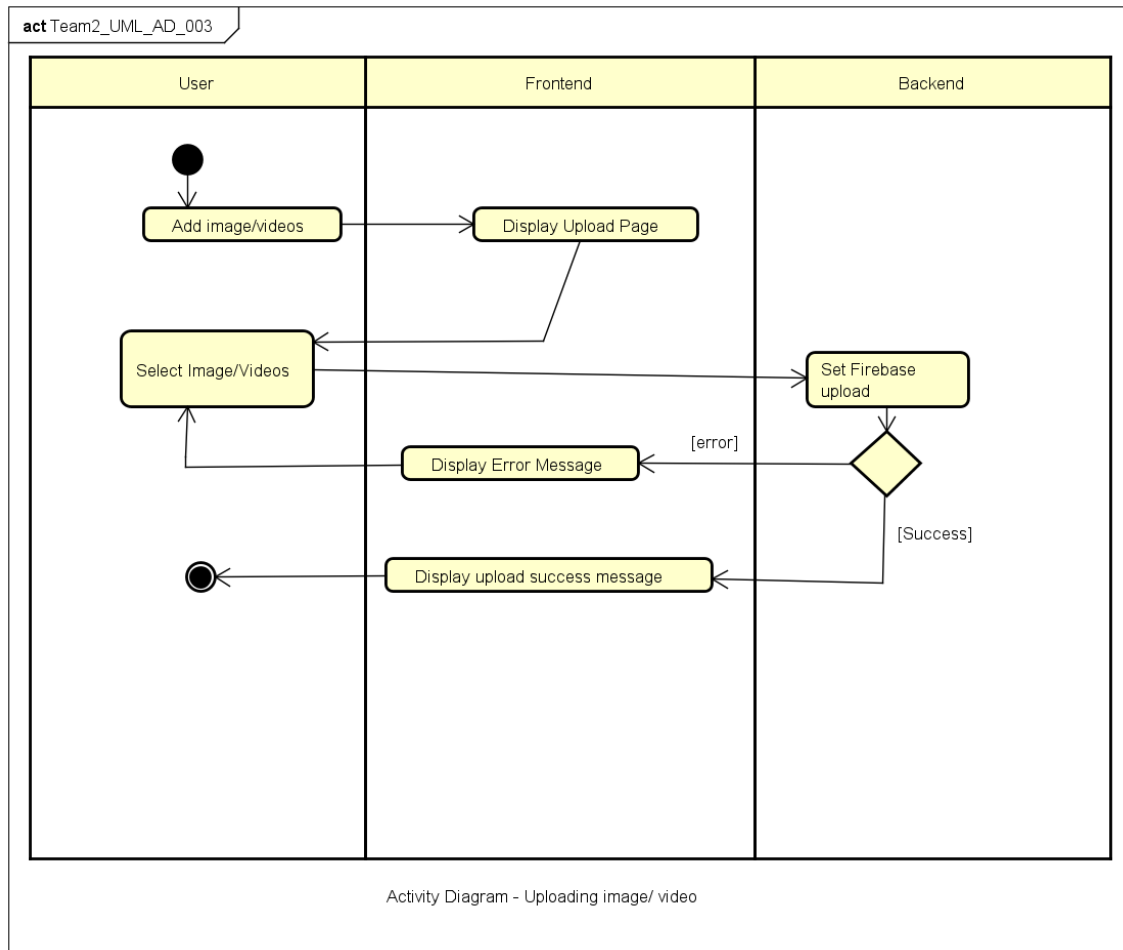 act Team2_UML_AD_003
User
Frontend
Backend
Add image/videos
Display Upload Page
Select Image/Videos
Set Firebase
upload
[error]
Display Error Message
[Success]
Display upload success message
Activity Diagram - Uploading image/ video